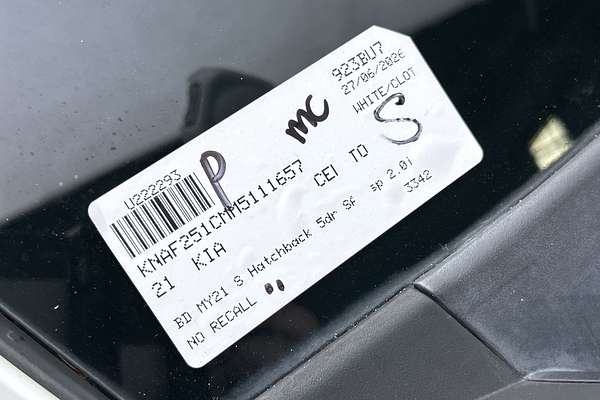 923BU7
27/06/2026
WHITE/CLOT
mc
S
U222293
P
KNAF251CMM5111657
CEI TO
21 KIA
BD MY21 S Hatchback 5dr Sf sp 2.0i
3342
NO RECALL